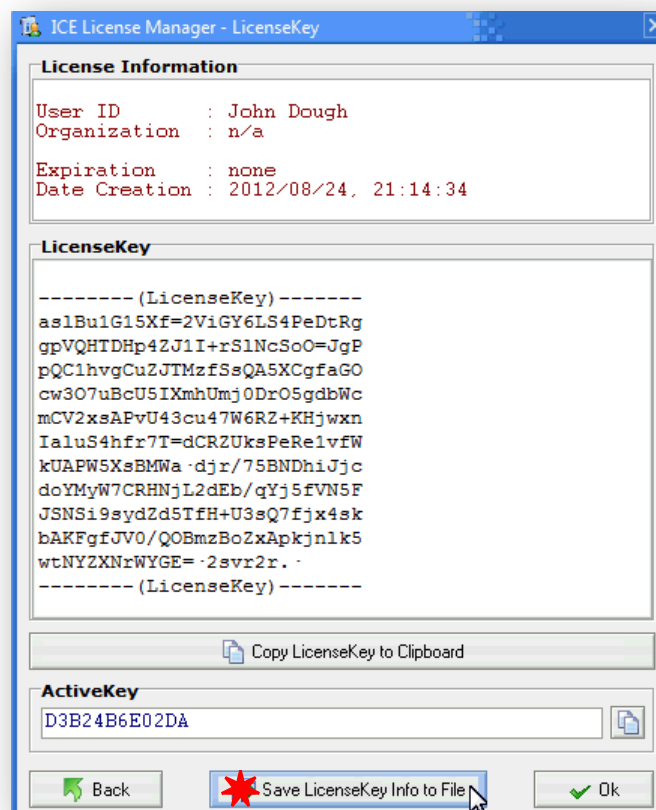 ICE License Manager - LicenseKey
License Information
User ID : John Dough
Organization : n/a
Expiration : none
Date Creation : 2012/08/24, 21:14:34
LicenseKey
--------(LicenseKey)-------
aslBu1G15Xf=2ViGY6LS4PeDtRg
gpVQHTDHp4ZJ1I+rSlNcSoO=JgP
pQC1hvgCuZJTMzfSsQA5XCgfaGO
cw3O7uBcU5IXmhUmj0DrO5gdbWc
mCV2xsAPvU43cu47W6RZ+KHjwxn
IaluS4hfr7T=dCRZUksPeRe1vfW
kUAPW5XsBMWa·djr/75BNDhiJjc
doYMyW7CRHNjL2dEb/qYj5fVN5F
JSNSi9sydZd5TfH+U3sQ7fjx4sk
bAKFgfJV0/QOBmzBoZxApkjnlk5
wtNYZXNrWYGE=·2svr2r.·
--------(LicenseKey)-------
Copy LicenseKey to Clipboard
ActiveKey
D3B24B6E02DA
Back
Save LicenseKey Info to File
Ok